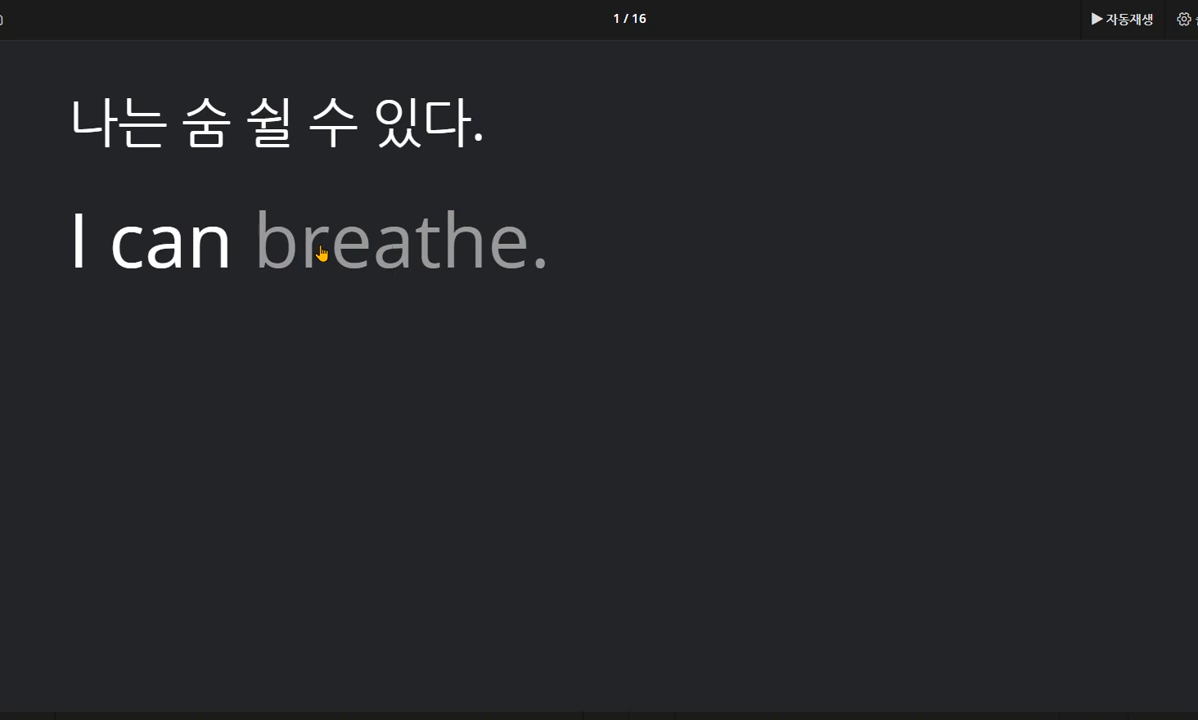 1 / 16
▶ 자동재생
나는 숨 쉴 수 있다.
I can breathe.